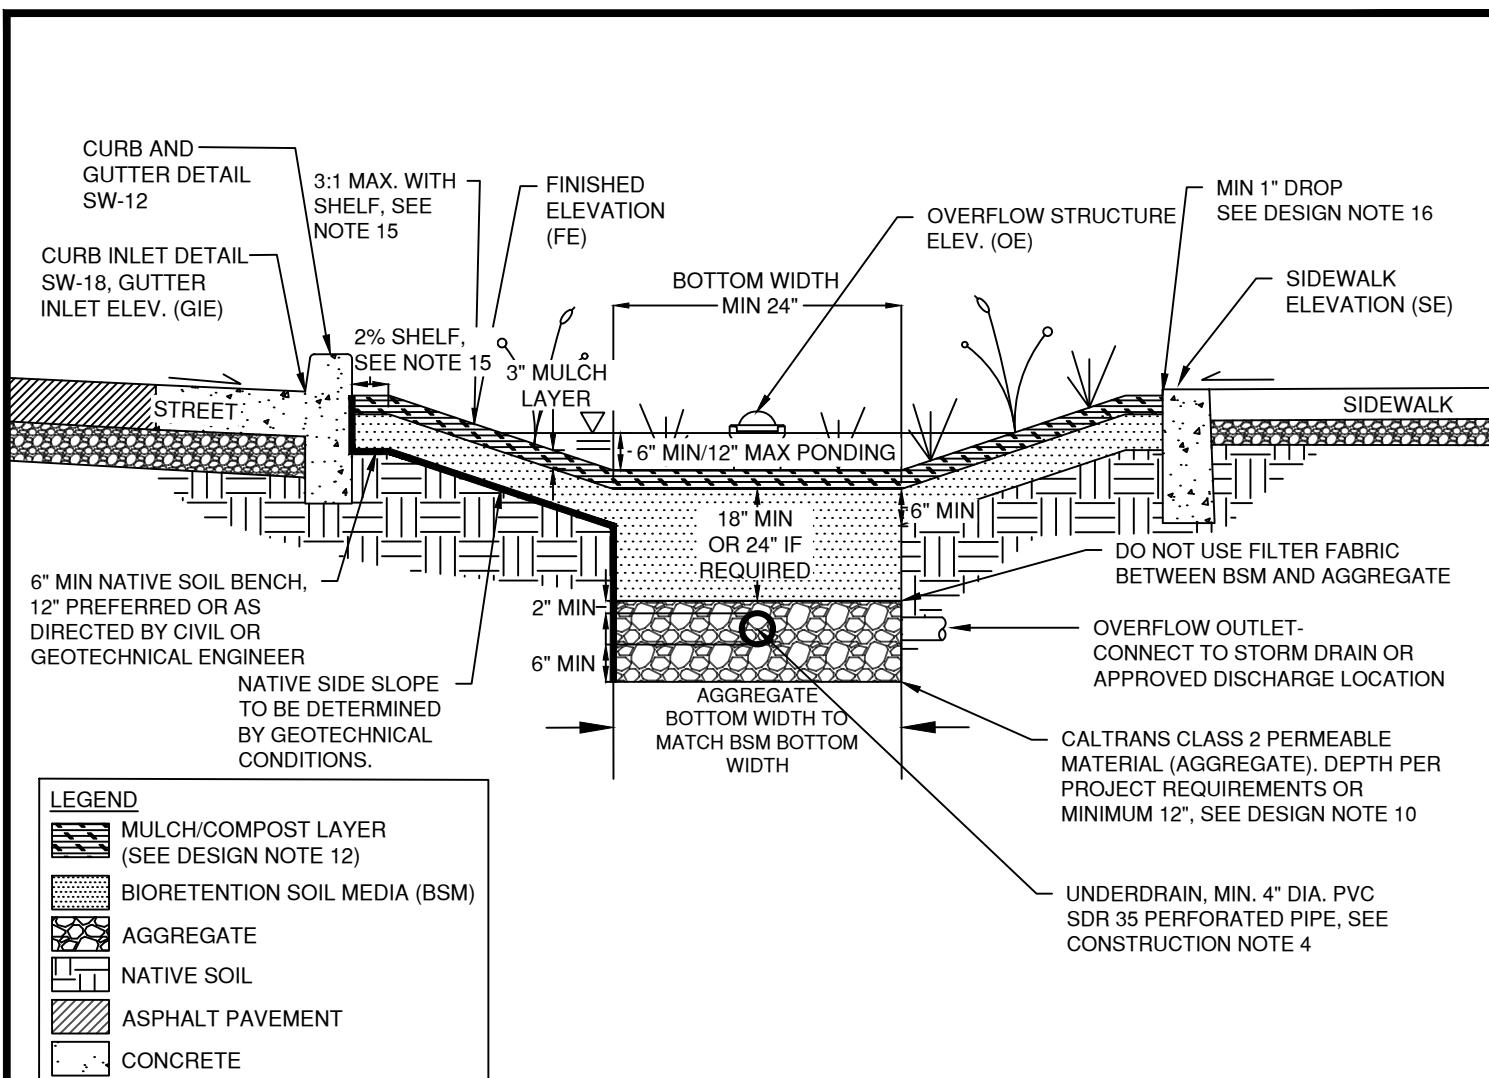 CURB AND
GUTTER DETAIL
SW-12
3:1 MAX. WITH
SHELF, SEE
NOTE 15
FINISHED
ELEVATION
(FE)
OVERFLOW STRUCTURE
ELEV. (OE)
MIN 1" DROP
SEE DESIGN NOTE 16
CURB INLET DETAIL
SW-18, GUTTER
INLET ELEV. (GIE)
BOTTOM WIDTH
MIN 24"
SIDEWALK
ELEVATION (SE)
2% SHELF,
SEE NOTE 15
3" MULCH
LAYER
STREET
SIDEWALK
6" MIN/12" MAX PONDING
18" MIN
OR 24" IF
REQUIRED
6" MIN
DO NOT USE FILTER FABRIC
BETWEEN BSM AND AGGREGATE
6" MIN NATIVE SOIL BENCH,
12" PREFERRED OR AS
DIRECTED BY CIVIL OR
GEOTECHNICAL ENGINEER
2" MIN
6" MIN
OVERFLOW OUTLET-
CONNECT TO STORM DRAIN OR
APPROVED DISCHARGE LOCATION
NATIVE SIDE SLOPE
TO BE DETERMINED
BY GEOTECHNICAL
CONDITIONS.
AGGREGATE
BOTTOM WIDTH TO
MATCH BSM BOTTOM
WIDTH
CALTRANS CLASS 2 PERMEABLE
MATERIAL (AGGREGATE). DEPTH PER
PROJECT REQUIREMENTS OR
MINIMUM 12", SEE DESIGN NOTE 10
UNDERDRAIN, MIN. 4" DIA. PVC
SDR 35 PERFORATED PIPE, SEE
CONSTRUCTION NOTE 4
LEGEND
MULCH/COMPOST LAYER
(SEE DESIGN NOTE 12)
BIORETENTION SOIL MEDIA (BSM)
AGGREGATE
NATIVE SOIL
ASPHALT PAVEMENT
CONCRETE